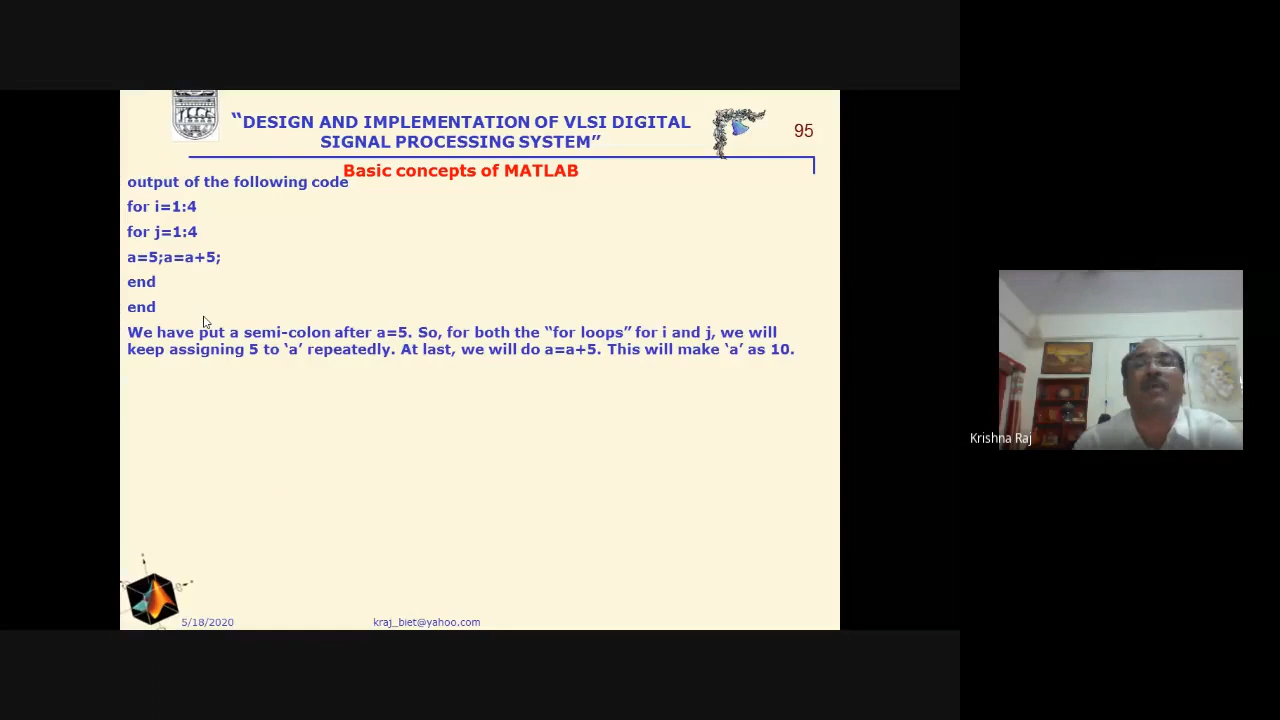 “DESIGN AND IMPLEMENTATION OF VLSI DIGITAL
SIGNAL PROCESSING SYSTEM”
95
Basic concepts of MATLAB
output of the following code
for i=1:4
for j=1:4
a=5;a=a+5;
end
end
We have put a semi-colon after a=5. So, for both the “for loops” for i and j, we will
keep assigning 5 to ‘a’ repeatedly. At last, we will do a=a+5. This will make ‘a’ as 10.
5/18/2020
kraj_biet@yahoo.com
Krishna Raj